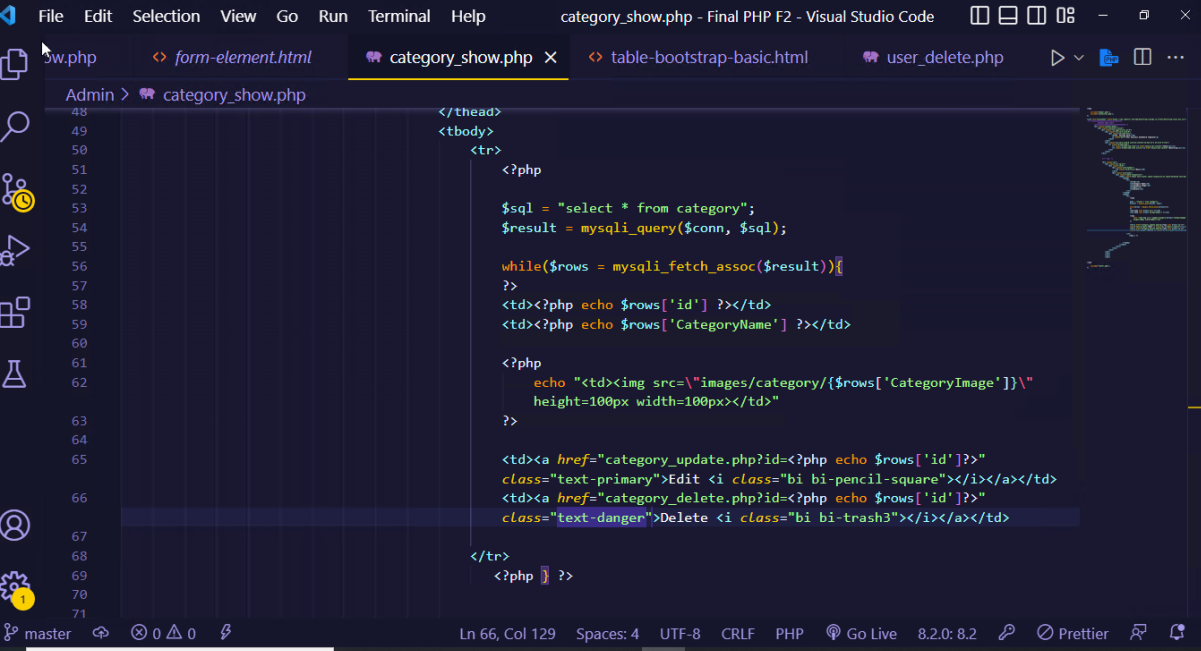 File Edit Selection View Go Run Terminal Help category_show.php - Final PHP F2 - Visual Studio Code
ow.php <> form-element.html category_show.php × <> table-bootstrap-basic.html user_delete.php
Admin > category_show.php
48 </thead>
49 <tbody>
50 <tr>
51 <?php
52
53 $sql = "select * from category";
54 $result = mysqli_query($conn, $sql);
55
56 while($rows = mysqli_fetch_assoc($result)){
57 ?>
58 <td><?php echo $rows['id'] ?></td>
59 <td><?php echo $rows['CategoryName'] ?></td>
60
61 <?php
62 echo "<td><img src=\"images/category/{$rows['CategoryImage']}\"
height=100px width=100px></td>"
63 ?>
64
65 <td><a href="category_update.php?id=<?php echo $rows['id']?>"
class="text-primary">Edit <i class="bi bi-pencil-square"></i></a></td>
66 <td><a href="category_delete.php?id=<?php echo $rows['id']?>"
class="text-danger">Delete <i class="bi bi-trash3"></i></a></td>
67
68 </tr>
69 <?php } ?>
70
71
1
master 0 0 Ln 66, Col 129 Spaces: 4 UTF-8 CRLF PHP Go Live 8.2.0: 8.2 Prettier